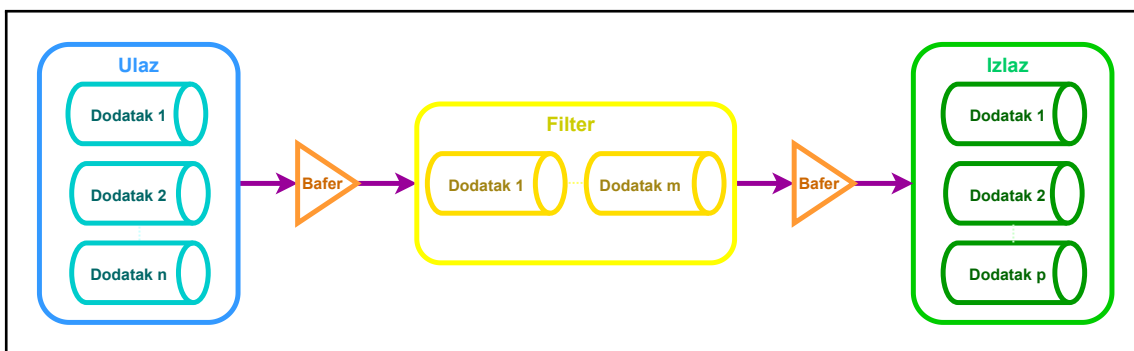 Ulaz
Dodatak 1
Dodatak 2
Dodatak n
Bafer
Filter
Dodatak 1
Dodatak m
Bafer
Izlaz
Dodatak 1
Dodatak 2
Dodatak p